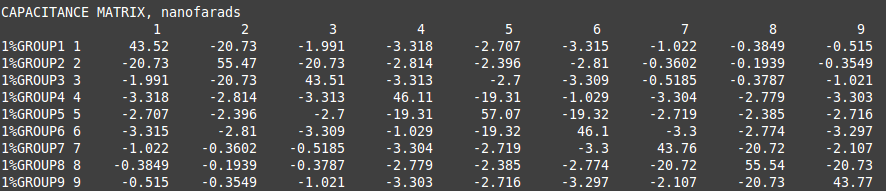 CAPACITANCE MATRIX, nanofarads
1 2 3 4 5 6 7 8 9
1%GROUP1 1 43.52 -20.73 -1.991 -3.318 -2.707 -3.315 -1.022 -0.3849 -0.515
1%GROUP2 2 -20.73 55.47 -20.73 -2.814 -2.396 -2.81 -0.3602 -0.1939 -0.3549
1%GROUP3 3 -1.991 -20.73 43.51 -3.313 -2.7 -3.309 -0.5185 -0.3787 -1.021
1%GROUP4 4 -3.318 -2.814 -3.313 46.11 -19.31 -1.029 -3.304 -2.779 -3.303
1%GROUP5 5 -2.707 -2.396 -2.7 -19.31 57.07 -19.32 -2.719 -2.385 -2.716
1%GROUP6 6 -3.315 -2.81 -3.309 -1.029 -19.32 46.1 -3.3 -2.774 -3.297
1%GROUP7 7 -1.022 -0.3602 -0.5185 -3.304 -2.719 -3.3 43.76 -20.72 -2.107
1%GROUP8 8 -0.3849 -0.1939 -0.3787 -2.779 -2.385 -2.774 -20.72 55.54 -20.73
1%GROUP9 9 -0.515 -0.3549 -1.021 -3.303 -2.716 -3.297 -2.107 -20.73 43.77